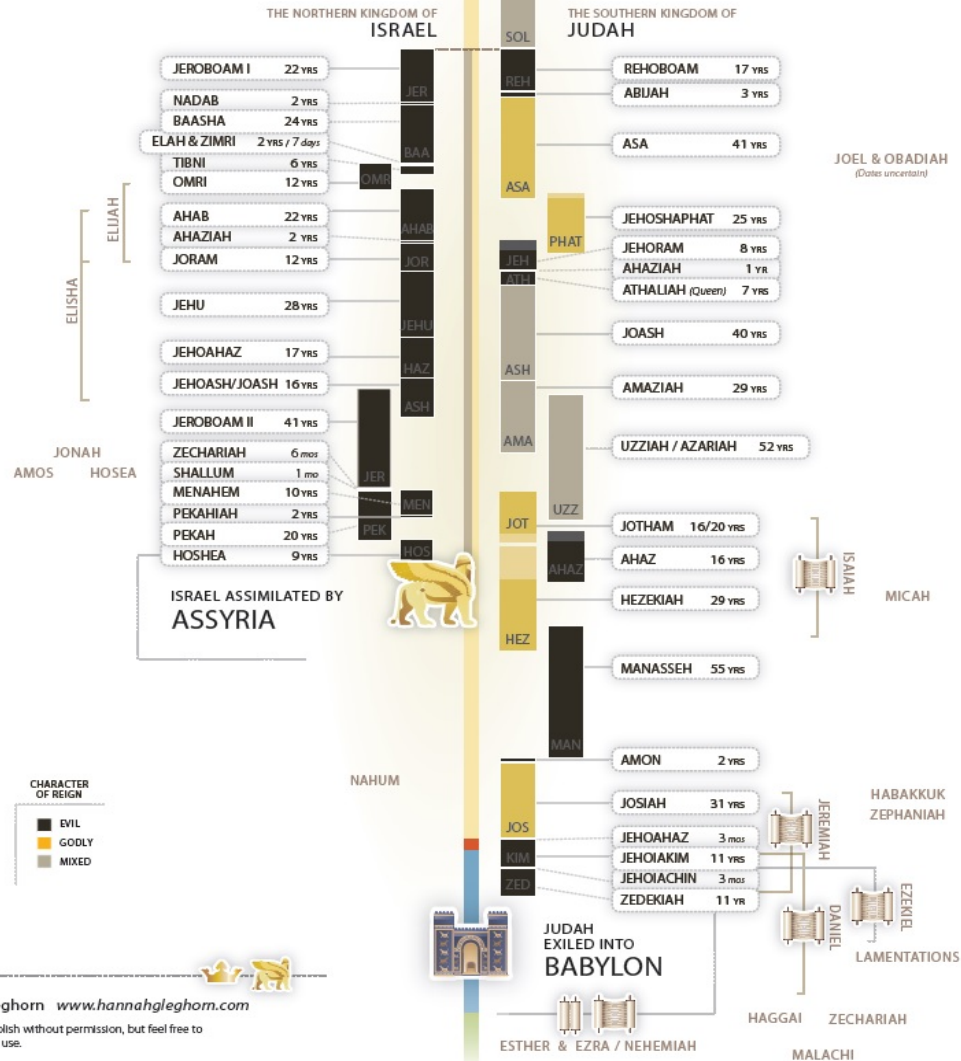 THE NORTHERN KINGDOM OF
ISRAEL
THE SOUTHERN KINGDOM OF
JUDAH
SOL
JEROBOAM I 22 YRS
NADAB 2 YRS
BAASHA 24 YRS
ELAH & ZIMRI 2 YRS / 7 days
TIBNI 6 YRS
OMRI 12 YRS
AHAB 22 YRS
AHAZIAH 2 YRS
JORAM 12 YRS
JEHU 28 YRS
JEHOAHAZ 17 YRS
JEHOASH/JOASH 16 YRS
JEROBOAM II 41 YRS
ZECHARIAH 6 mos
SHALLUM 1 mo
MENAHEM 10 YRS
PEKAHIAH 2 YRS
PEKAH 20 YRS
HOSHEA 9 YRS
ELIJAH
ELISHA
JONAH
AMOS HOSEA
JER
BAA
OMR
AHAB
JOR
JEHU
HAZ
ASH
JER
MEN
PEK
HOS
ISRAEL ASSIMILATED BY
ASSYRIA
REH
ASA
PHAT
JEH
ATH
ASH
AMA
UZZ
JOT
AHAZ
HEZ
MAN
JOS
KIM
ZED
REHOBOAM 17 YRS
ABIJAH 3 YRS
ASA 41 YRS
JEHOSHAPHAT 25 YRS
JEHORAM 8 YRS
AHAZIAH 1 YR
ATHALIAH (Queen) 7 YRS
JOASH 40 YRS
AMAZIAH 29 YRS
UZZIAH / AZARIAH 52 YRS
JOTHAM 16/20 YRS
AHAZ 16 YRS
HEZEKIAH 29 YRS
MANASSEH 55 YRS
AMON 2 YRS
JOSIAH 31 YRS
JEHOAHAZ 3 mos
JEHOIAKIM 11 YRS
JEHOIACHIN 3 mos
ZEDEKIAH 11 YR
JOEL & OBADIAH
(Dates uncertain)
ISAIAH
MICAH
NAHUM
HABAKKUK
ZEPHANIAH
JEREMIAH
DANIEL
EZEKIEL
LAMENTATIONS
CHARACTER
OF REIGN
EVIL
GODLY
MIXED
JUDAH
EXILED INTO
BABYLON
HAGGAI ZECHARIAH
ESTHER & EZRA / NEHEMIAH
MALACHI
ghorn www.hannahgleghorn.com
lish without permission, but feel free to
use.